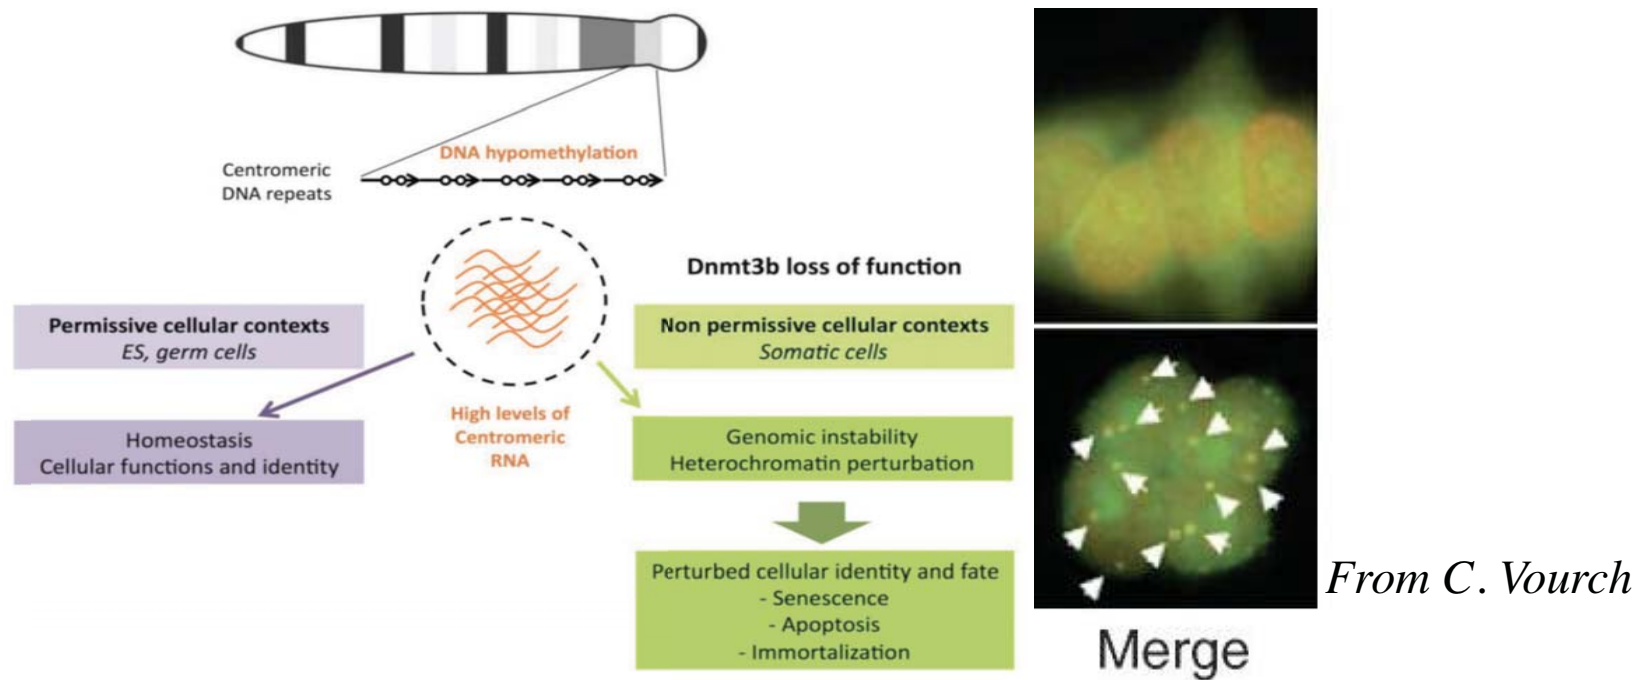 Centromeric
DNA repeats
DNA hypomethylation
Dnmt3b loss of function
Permissive cellular contexts
ES, germ cells
Non permissive cellular contexts
Somatic cells
High levels of
Centromeric
RNA
Homeostasis
Cellular functions and identity
Genomic instability
Heterochromatin perturbation
Perturbed cellular identity and fate
- Senescence
- Apoptosis
- Immortalization
From C. Vourch
Merge